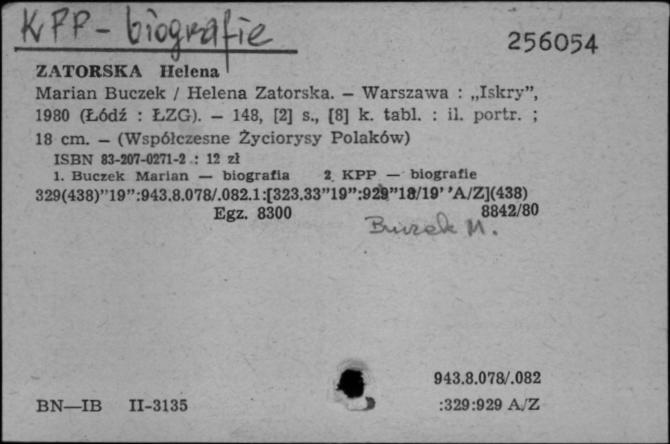 KPP - biografie
256054
ZATORSKA Helena
Marian Buczek / Helena Zatorska. — Warszawa : „Iskry”,
1980 (Łódź : ŁZG). — 148, [2] s., [8] k. tabl. : il. portr. ;
18 cm. — (Współczesne Życiorysy Polaków)
ISBN 83-207-0271-2 : 12 zł
1. Buczek Marian — biografia 2. KPP — biografie
329(438)”19”:943.8.078/.082.1:[323.33”19”:929”18/19’ ’A/Z](438)
Egz. 8300 8842/80
Buczek M.
943.8.078/.082
BN—IB II-3135 :329:929 A/Z